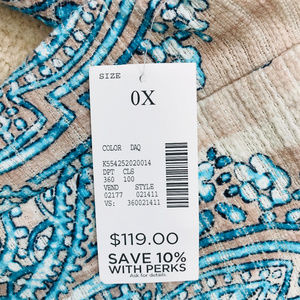 SIZE
0X
COLOR DAQ
K554252020014
DPT CLS
360 100
VEND STYLE
02177 021411
VS: 360021411
$119.00
SAVE 10%
WITH PERKS
Ask for details